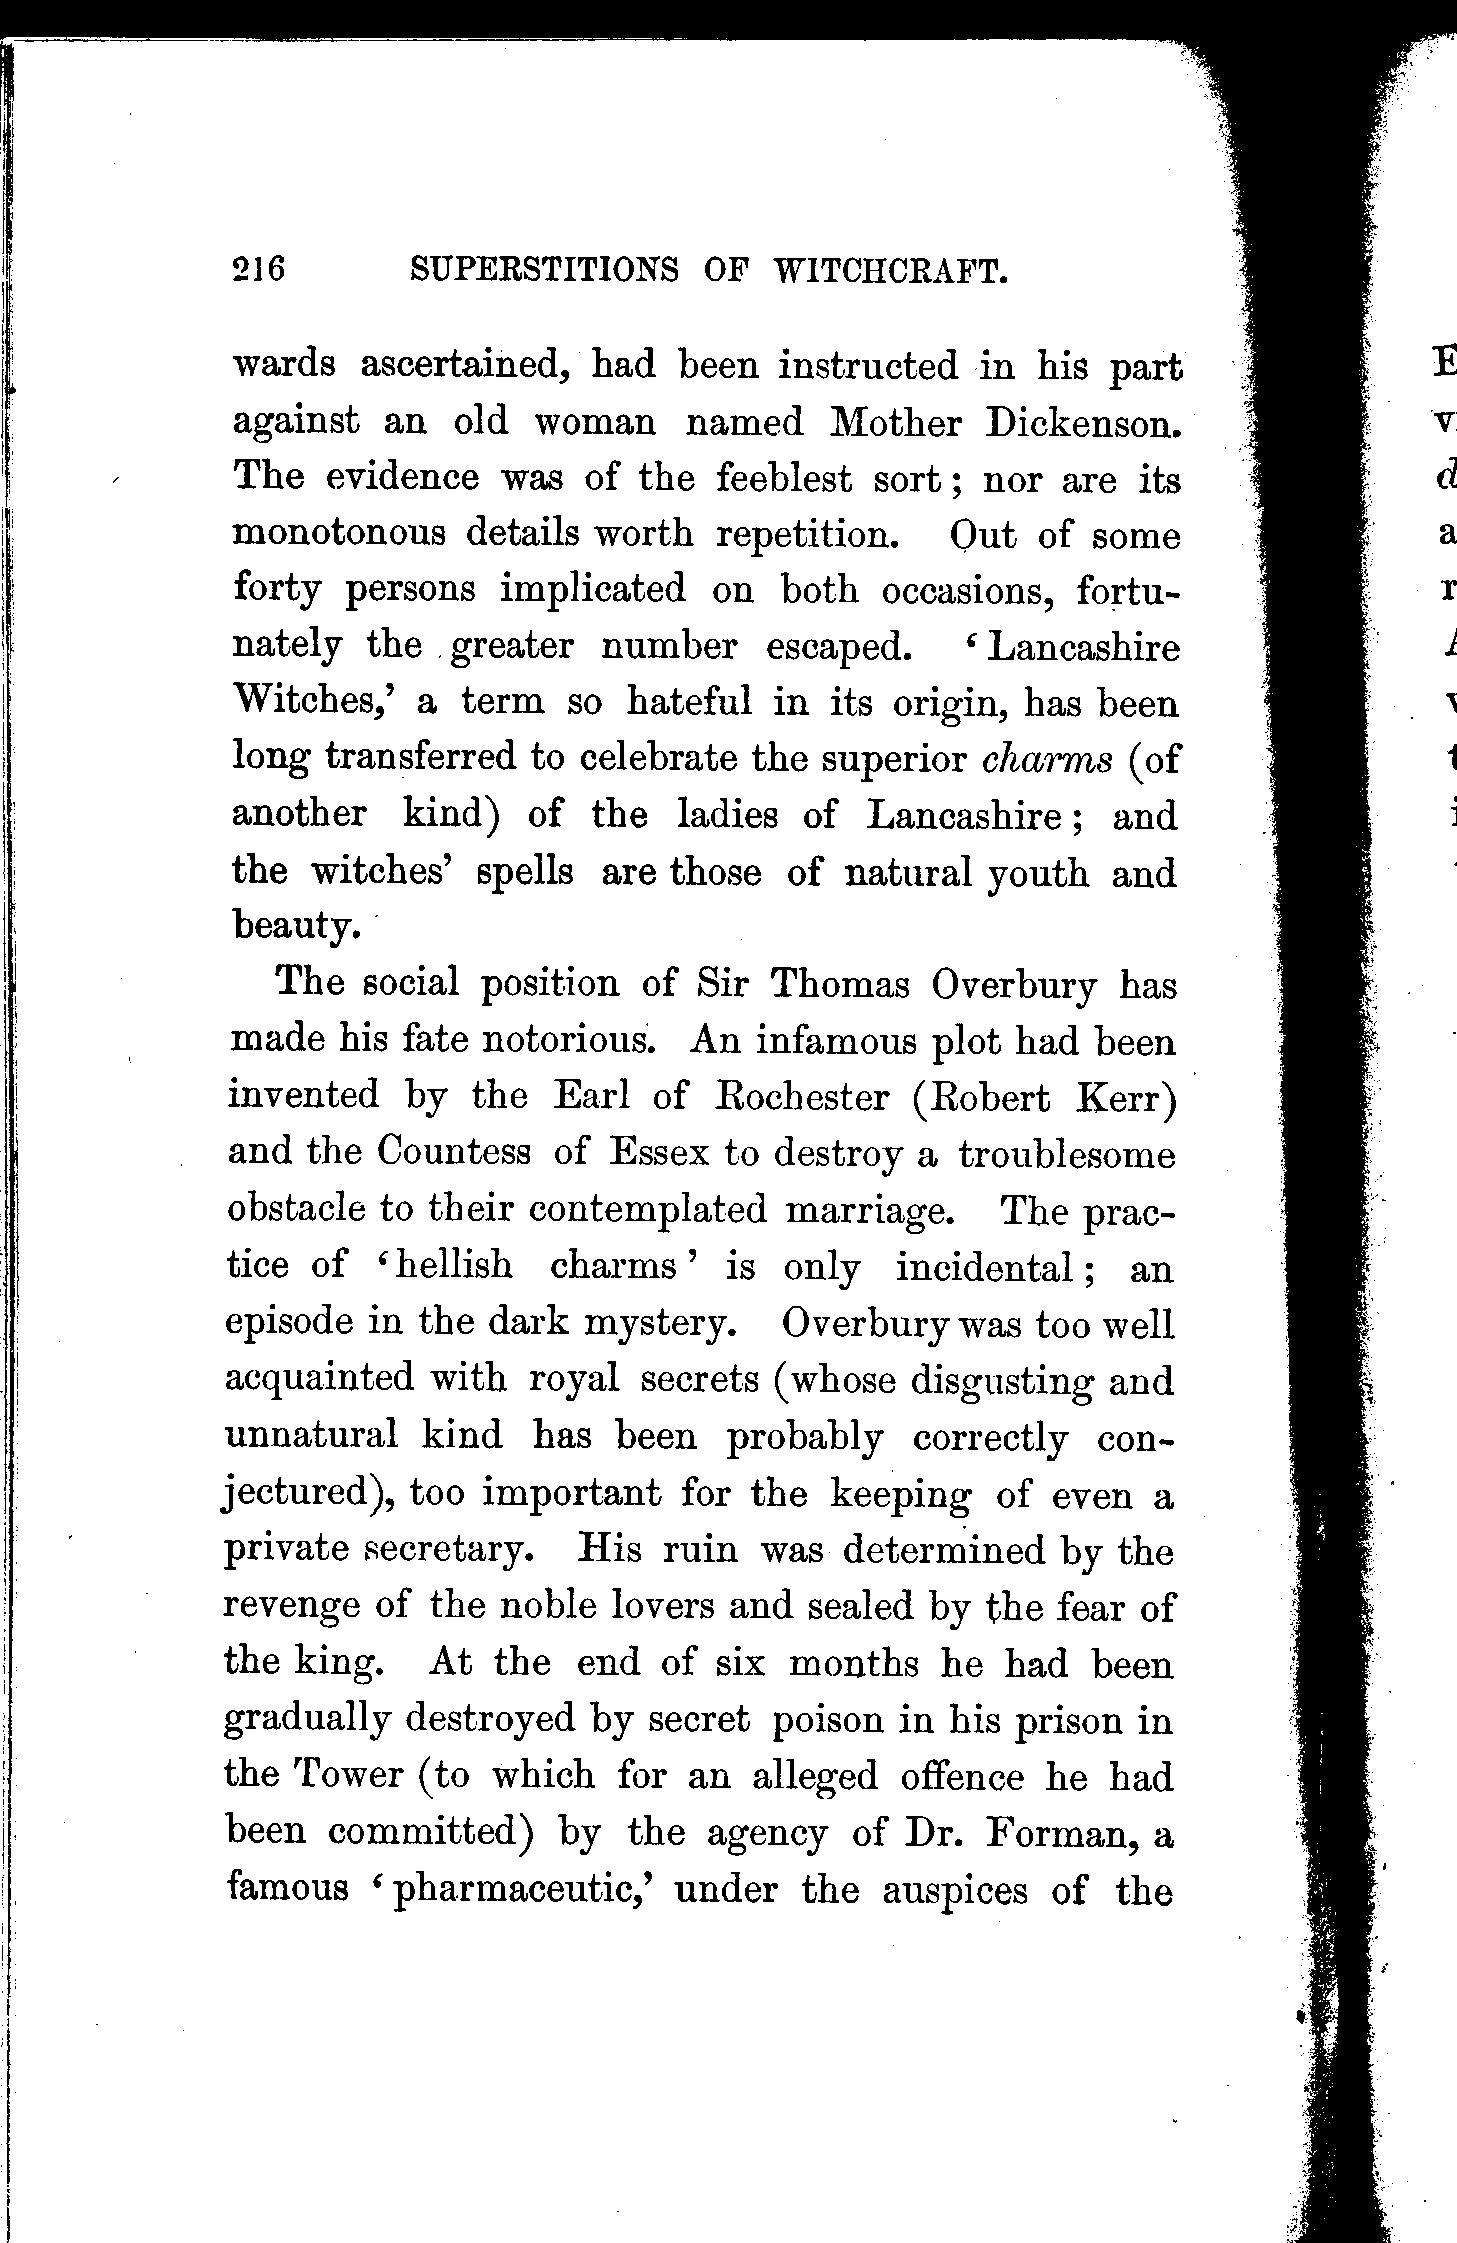 216 SUPERSTITIONS OF WITCHCRAFT.
wards ascertained, had been instructed in his part
against an old woman named Mother Dickenson.
The evidence was of the feeblest sort; nor are its
monotonous details worth repetition. Out of some
forty persons implicated on both occasions, fortu-
nately the greater number escaped. ‘Lancashire
Witches,’ a term so hateful in its origin, has been
long transferred to celebrate the superior charms (of
another kind) of the ladies of Lancashire; and
the witches’ spells are those of natural youth and
beauty.
The social position of Sir Thomas Overbury has
made his fate notorious. An infamous plot had been
invented by the Earl of Rochester (Robert Kerr)
and the Countess of Essex to destroy a troublesome
obstacle to their contemplated marriage. The prac-
tice of ‘hellish charms’ is only incidental; an
episode in the dark mystery. Overbury was too well
acquainted with royal secrets (whose disgusting and
unnatural kind has been probably correctly con-
jectured), too important for the keeping of even a
private secretary. His ruin was determined by the
revenge of the noble lovers and sealed by the fear of
the king. At the end of six months he had been
gradually destroyed by secret poison in his prison in
the Tower (to which for an alleged offence he had
been committed) by the agency of Dr. Forman, a
famous ‘pharmaceutic,’ under the auspices of the